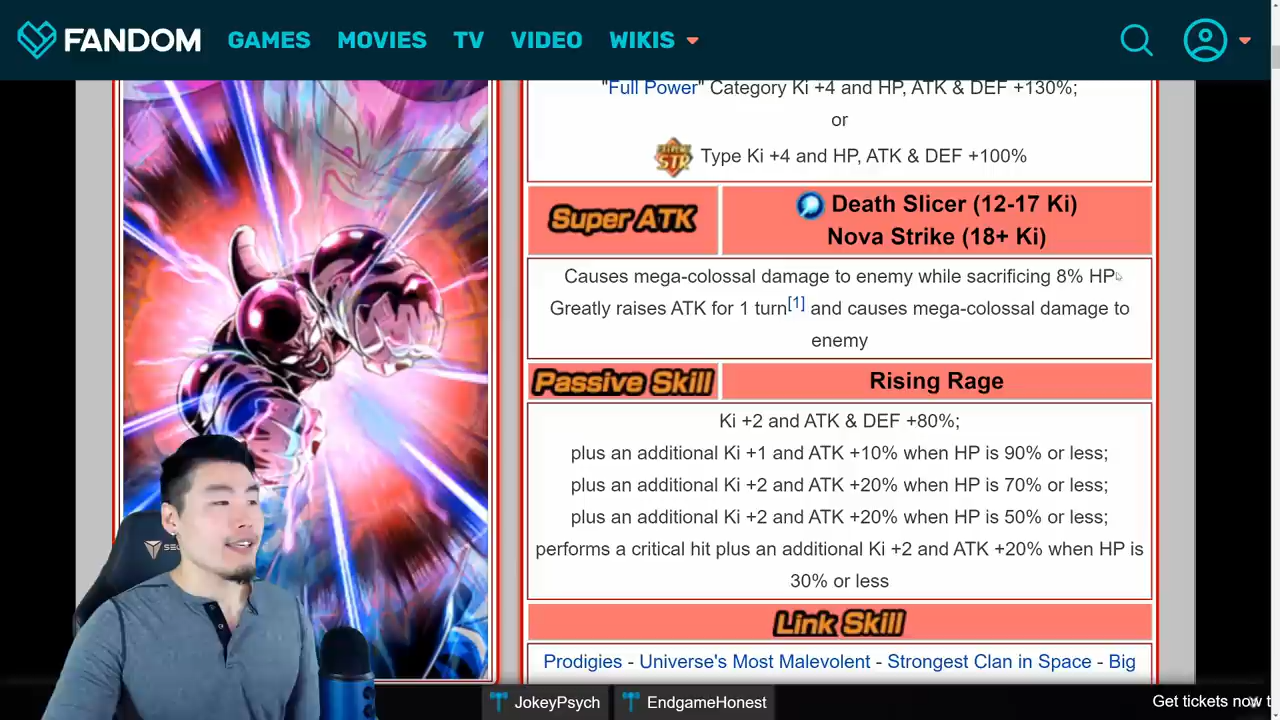 FANDOM GAMES MOVIES TV VIDEO WIKIS
"Full Power" Category Ki +4 and HP, ATK & DEF +130%;
or
STR Type Ki +4 and HP, ATK & DEF +100%
Super ATK
Death Slicer (12-17 Ki)
Nova Strike (18+ Ki)
Causes mega-colossal damage to enemy while sacrificing 8% HP
Greatly raises ATK for 1 turn[1] and causes mega-colossal damage to
enemy
Passive Skill
Rising Rage
Ki +2 and ATK & DEF +80%;
plus an additional Ki +1 and ATK +10% when HP is 90% or less;
plus an additional Ki +2 and ATK +20% when HP is 70% or less;
plus an additional Ki +2 and ATK +20% when HP is 50% or less;
performs a critical hit plus an additional Ki +2 and ATK +20% when HP is
30% or less
Link Skill
Prodigies - Universe's Most Malevolent - Strongest Clan in Space - Big
JokeyPsych
EndgameHonest
Get tickets now